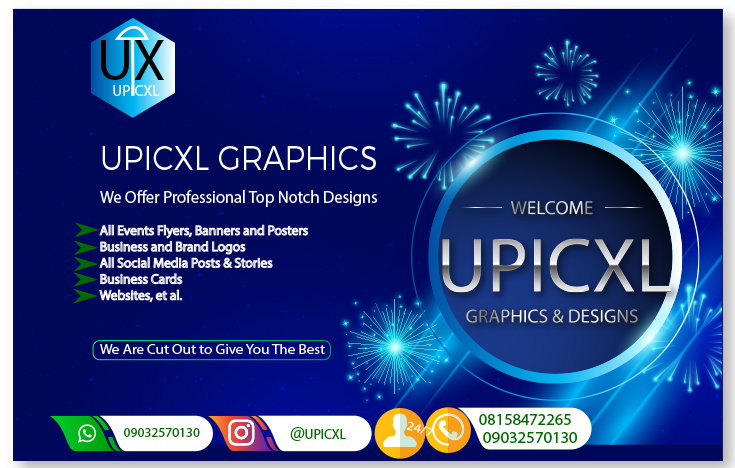 UX
UPICXL
UPICXL GRAPHICS
We Offer Professional Top Notch Designs
All Events Flyers, Banners and Posters
Business and Brand Logos
All Social Media Posts & Stories
Business Cards
Websites, et al.
We Are Cut Out to Give You The Best
WELCOME
UPICXL
GRAPHICS & DESIGNS
09032570130
@UPICXL
24/7
08158472265
09032570130